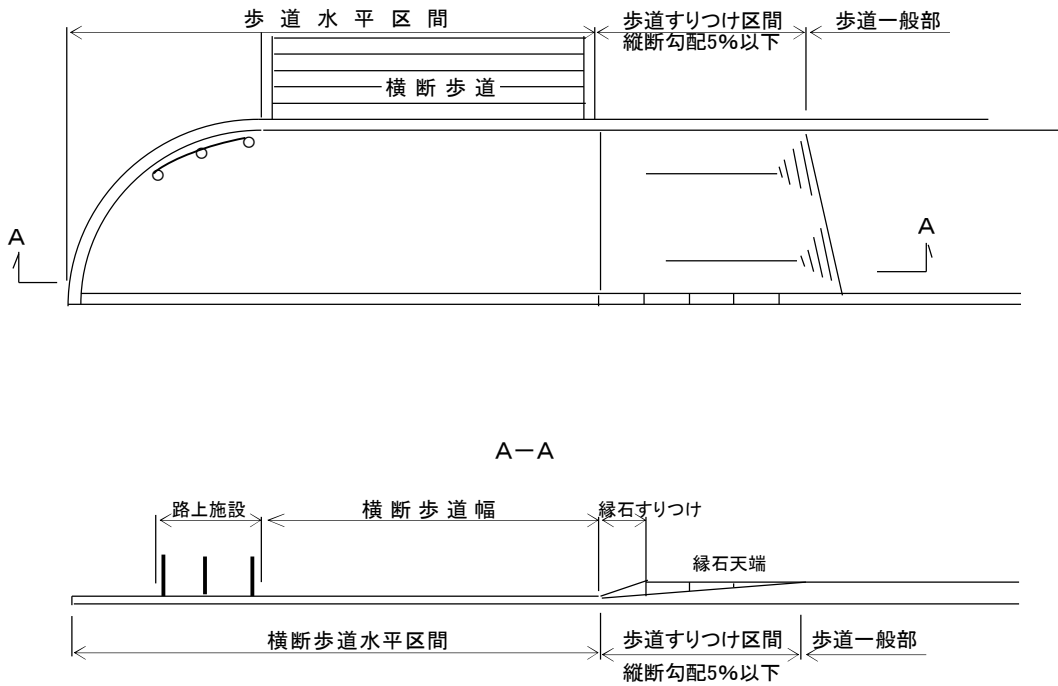 歩道水平区間
歩道すりつけ区間
縦断勾配5%以下
歩道一般部
横断歩道
A
A
A－A
路上施設
横断歩道幅
縁石すりつけ
縁石天端
横断歩道水平区間
歩道すりつけ区間
縦断勾配5%以下
歩道一般部